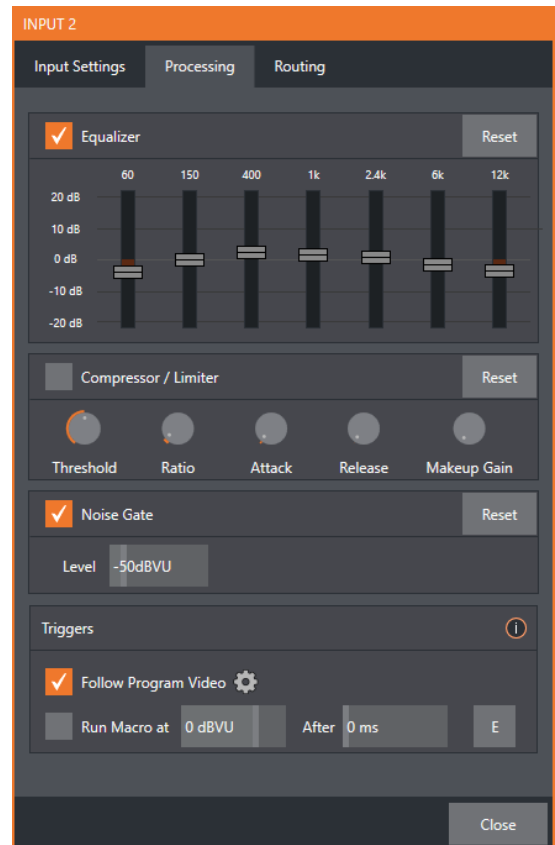 INPUT 2
Input Settings Processing Routing
Equalizer Reset
60 150 400 1k 2.4k 6k 12k
20 dB
10 dB
0 dB
-10 dB
-20 dB
Compressor / Limiter Reset
Threshold Ratio Attack Release Makeup Gain
Noise Gate Reset
Level -50dBVU
Triggers i
Follow Program Video
Run Macro at 0 dBVU After 0 ms E
Close